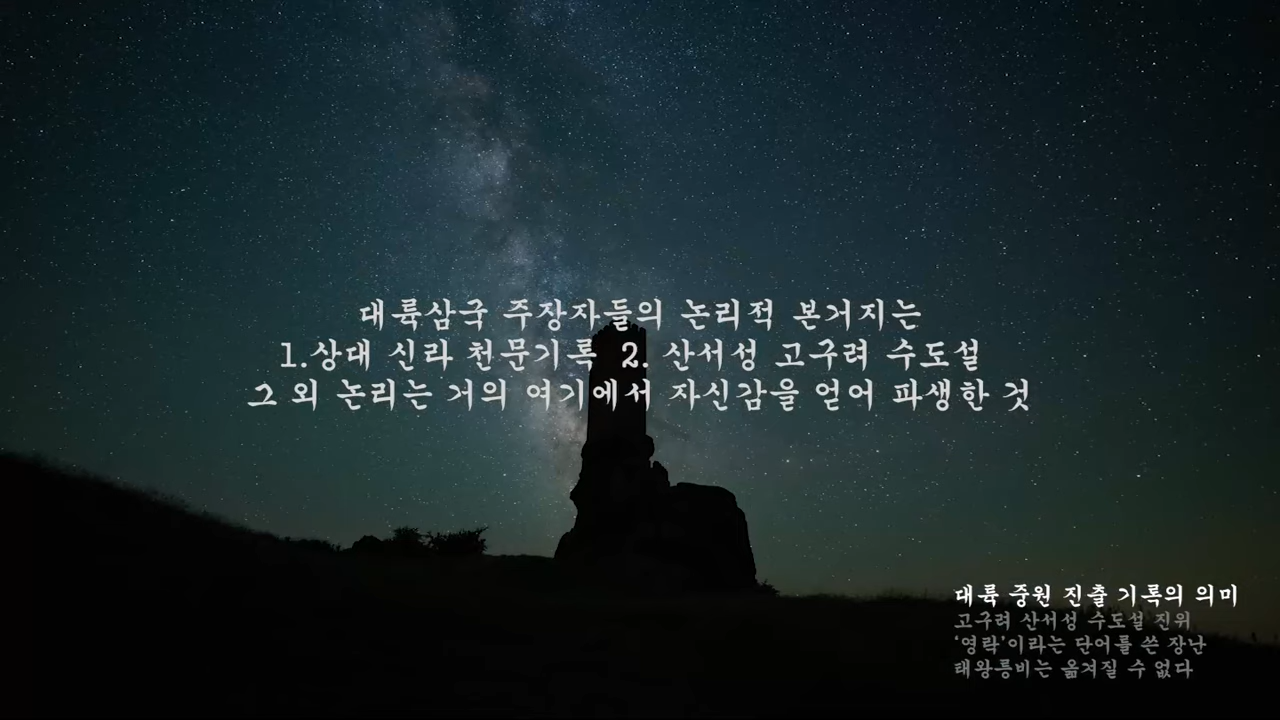 대륙삼국 주장자들의 논리적 본거지는
1.상대 신라 천문기록 2. 산서성 고구려 수도설
그 외 논리는 거의 여기에서 자신감을 얻어 파생한 것
대륙 중원 진출 기록의 의미
고구려 산서성 수도설 진위
‘영락’이라는 단어를 쓴 장난
태왕릉비는 옮겨질 수 없다